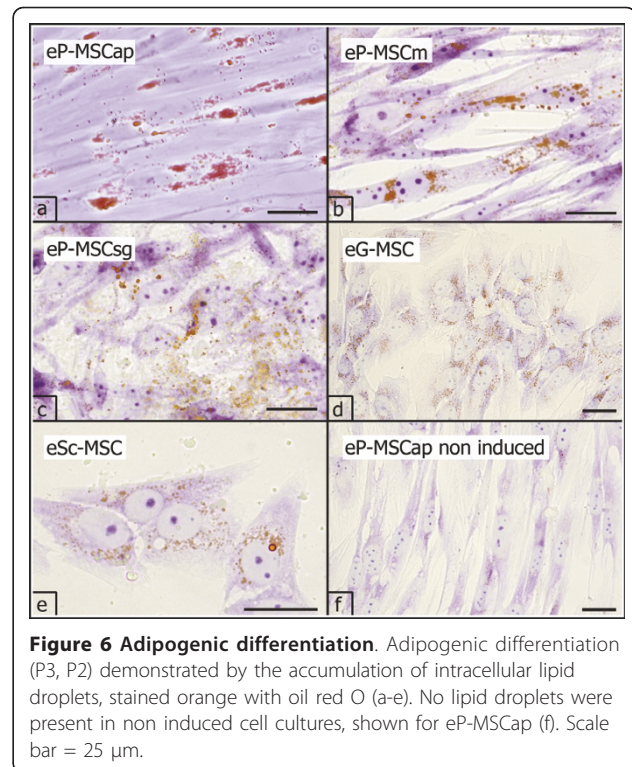 eP-MSCap
eP-MSCm
a
b
eP-MSCsg
eG-MSC
c
d
eSc-MSC
eP-MSCap non induced
e
f
Figure 6 Adipogenic differentiation. Adipogenic differentiation
(P3, P2) demonstrated by the accumulation of intracellular lipid
droplets, stained orange with oil red O (a-e). No lipid droplets were
present in non induced cell cultures, shown for eP-MSCap (f). Scale
bar = 25 μm.